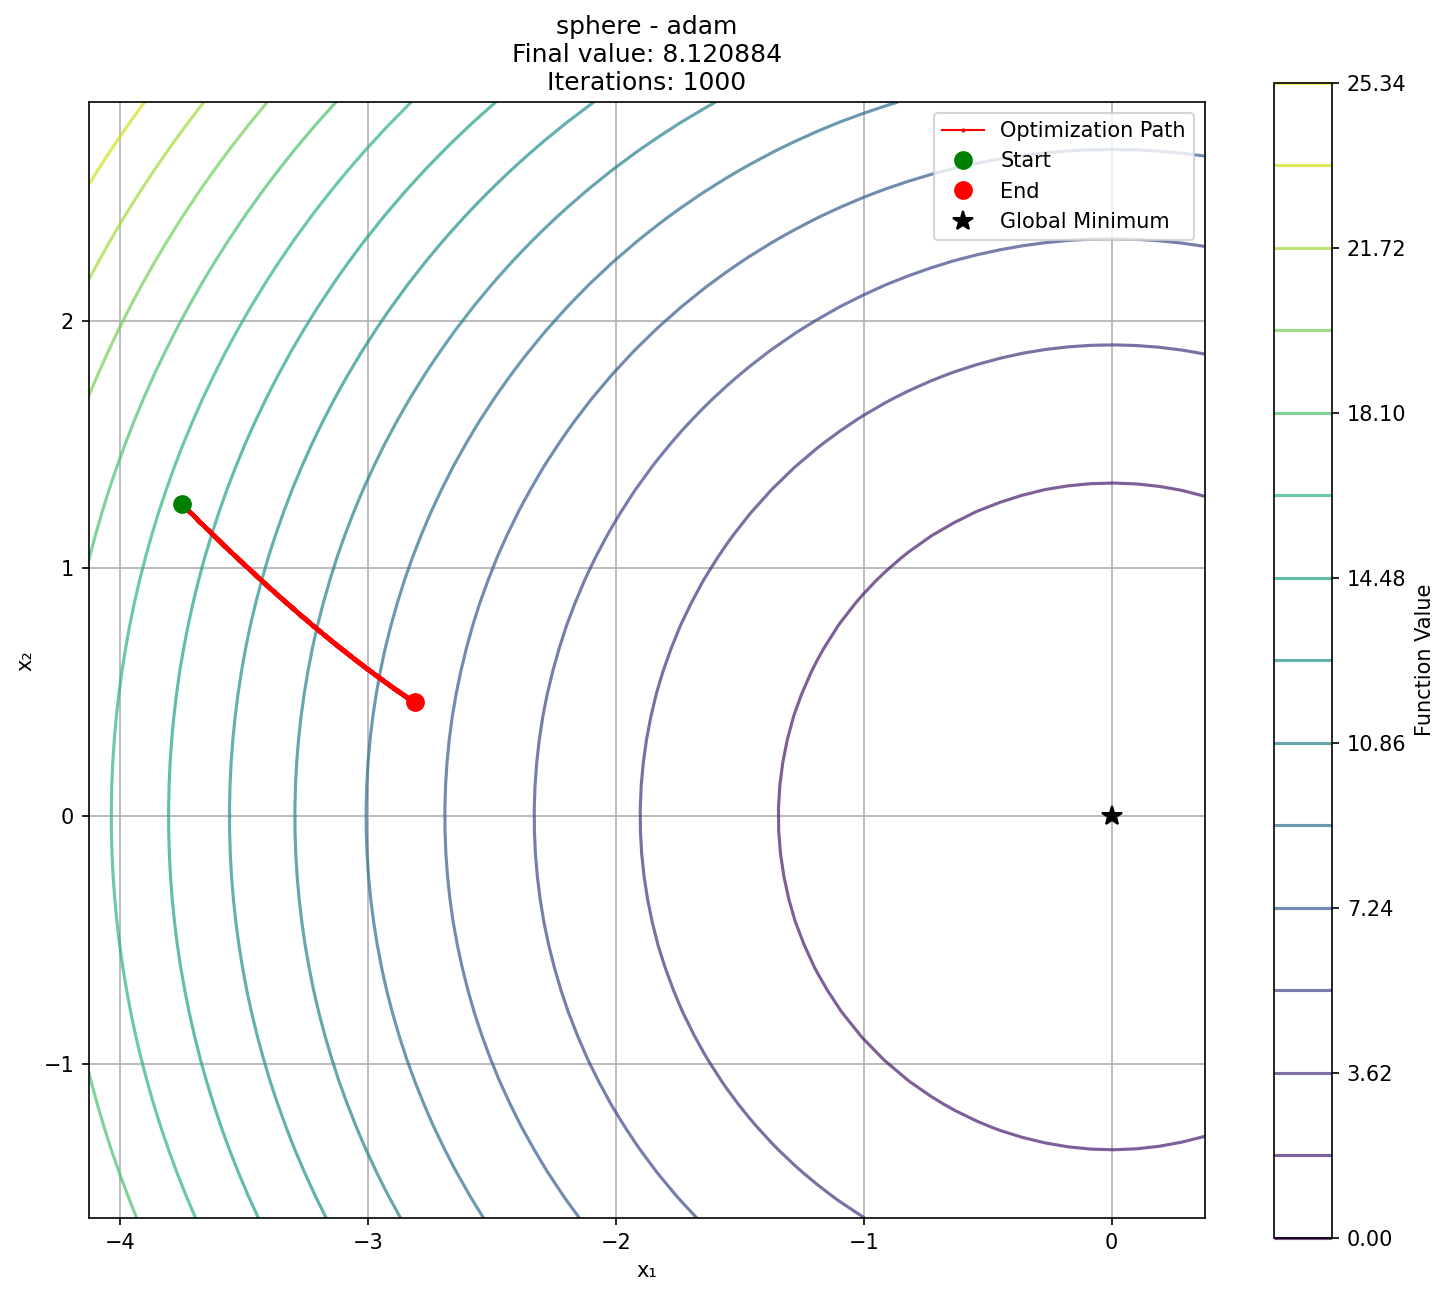 sphere - adam
Final value: 8.120884
Iterations: 1000
Optimization Path
Start
End
Global Minimum
2
1
0
−1
x₂
−4
−3
−2
−1
0
x₁
25.34
21.72
18.10
14.48
10.86
7.24
3.62
0.00
Function Value